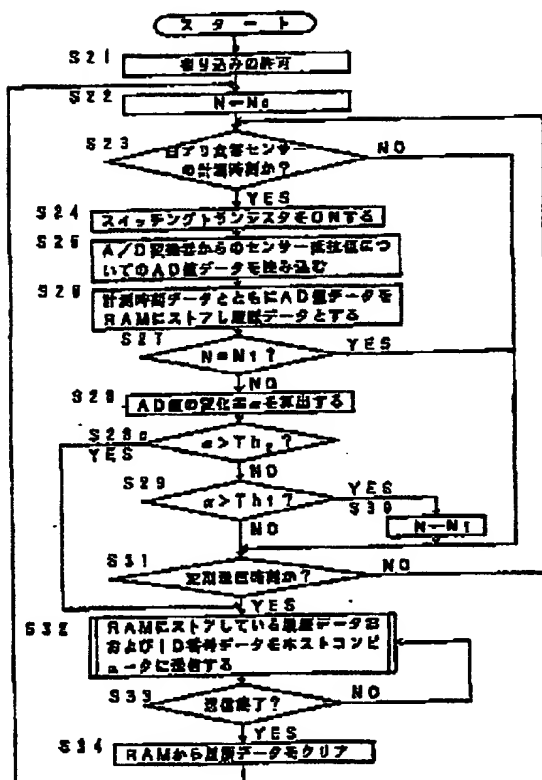 スタート
S21
割り込みの許可
S22
N←N0
S23
白アリ食害センサー
の計測時刻か?
NO
YES
S24
スイッチングトランジスタをONする
S25
A/D変換器からのセンサー抵抗値につ
いてのAD値データを読み込む
S26
計測時間データとともにAD値データを
RAMにストアし履歴データとする
S27
N=N1?
YES
NO
S28
AD値の変化率αを算出する
S28a
α>Th2?
YES
NO
S29
α>Th1?
YES
S30
N←N1
NO
S31
定期送信時刻か?
NO
YES
S32
RAMにストアしている履歴データお
およびID番号データをホストコンピ
ュータに送信する
S33
送信終了?
NO
YES
S34
RAMから履歴データをクリア